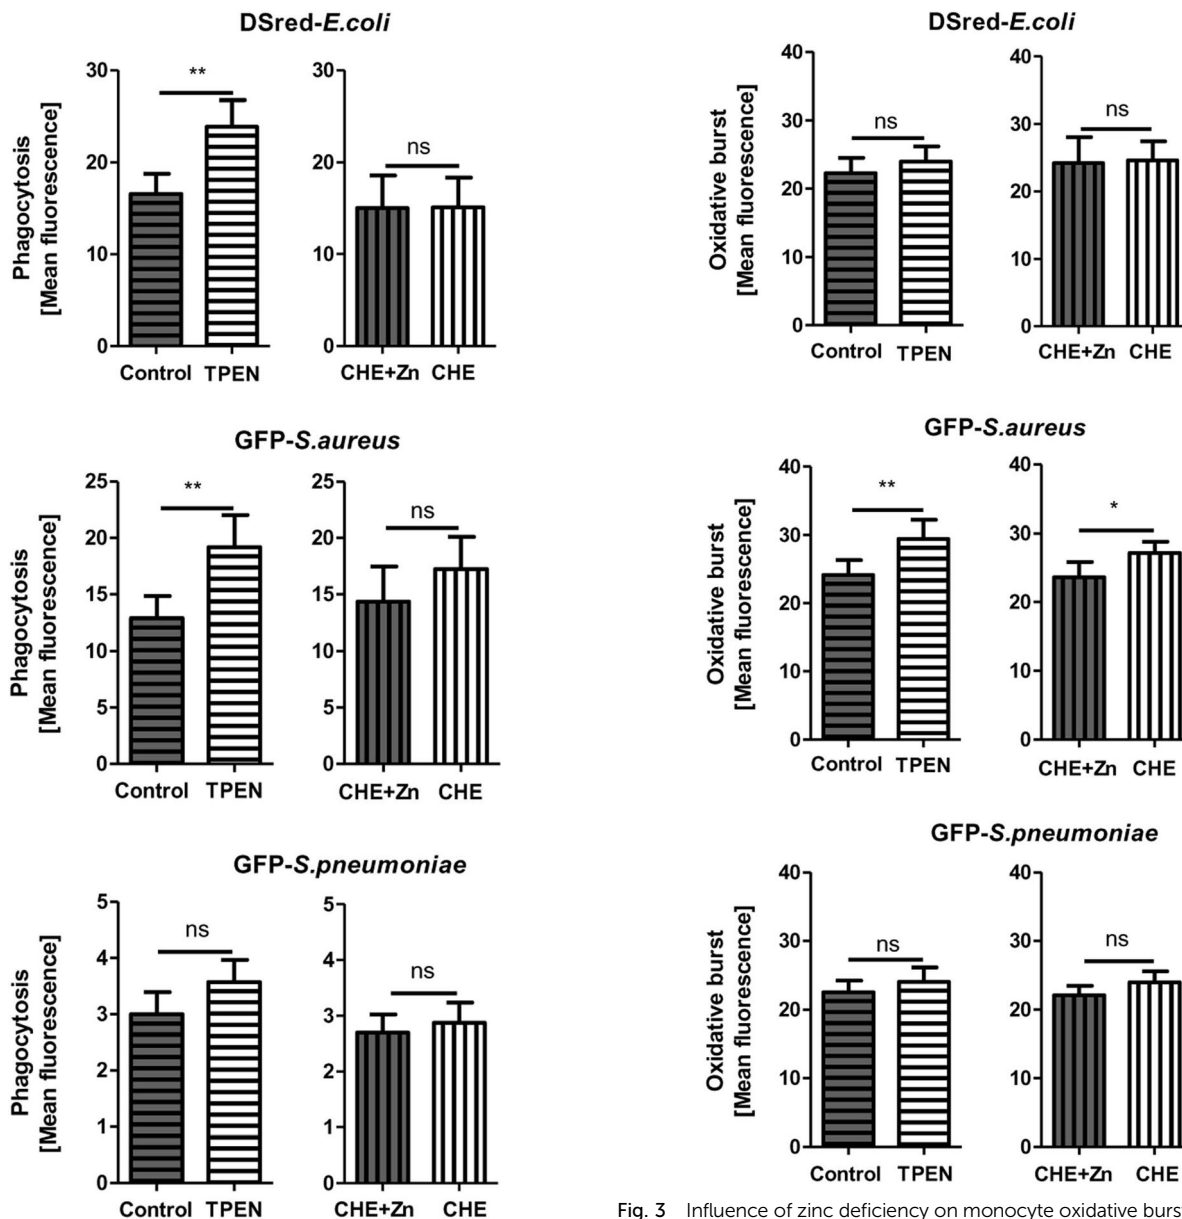 DSred-E.coli
Phagocytosis
[Mean fluorescence]
30
20
10
0
**
Control TPEN
30
20
10
0
ns
CHE+Zn CHE
GFP-S.aureus
Phagocytosis
[Mean fluorescence]
25
20
15
10
5
0
**
Control TPEN
25
20
15
10
5
0
ns
CHE+Zn CHE
GFP-S.pneumoniae
Phagocytosis
[Mean fluorescence]
5
4
3
2
1
0
ns
Control TPEN
5
4
3
2
1
0
ns
CHE+Zn CHE
DSred-E.coli
Oxidative burst
[Mean fluorescence]
40
30
20
10
0
ns
Control TPEN
40
30
20
10
0
ns
CHE+Zn CHE
GFP-S.aureus
Oxidative burst
[Mean fluorescence]
40
30
20
10
0
**
Control TPEN
40
30
20
10
0
*
CHE+Zn CHE
GFP-S.pneumoniae
Oxidative burst
[Mean fluorescence]
40
30
20
10
0
ns
Control TPEN
40
30
20
10
0
ns
CHE+Zn CHE
Fig. 3 Influence of zinc deficiency on monocyte oxidative burst